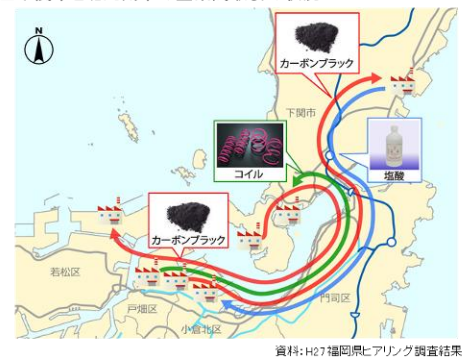 N
カーボンブラック
下関市
コイル
塩酸
カーボンブラック
若松区
戸畑区
小倉北区
門司区
資料:H27福岡県ヒアリング調査結果